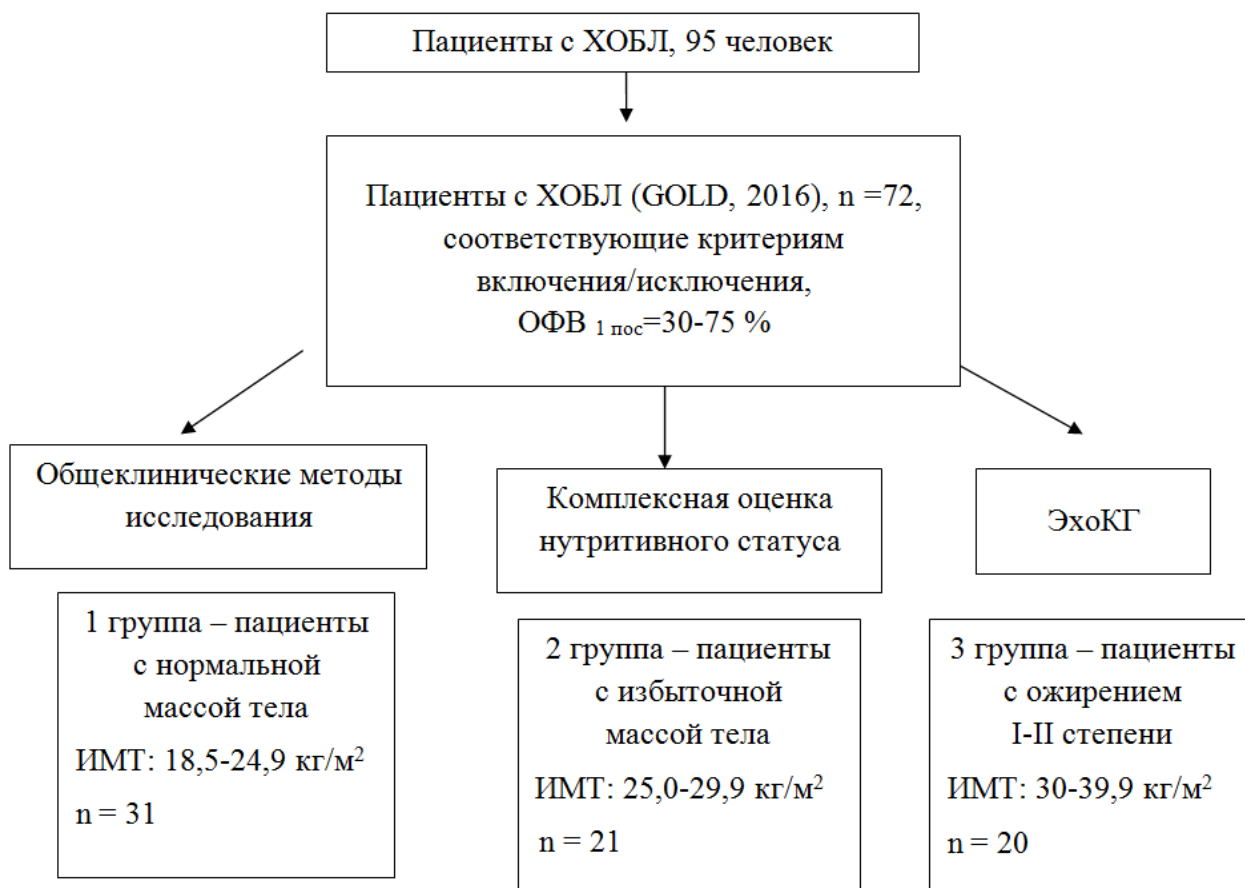 Пациенты с ХОБЛ, 95 человек
Пациенты с ХОБЛ (GOLD, 2016), n =72,
соответствующие критериям
включения/исключения,
ОФВ 1 пос=30-75 %
Общеклинические методы
исследования
Комплексная оценка
нутритивного статуса
ЭхоКГ
1 группа – пациенты
с нормальной
массой тела
ИМТ: 18,5-24,9 кг/м²
n = 31
2 группа – пациенты
с избыточной
массой тела
ИМТ: 25,0-29,9 кг/м²
n = 21
3 группа – пациенты
с ожирением
I-II степени
ИМТ: 30-39,9 кг/м²
n = 20